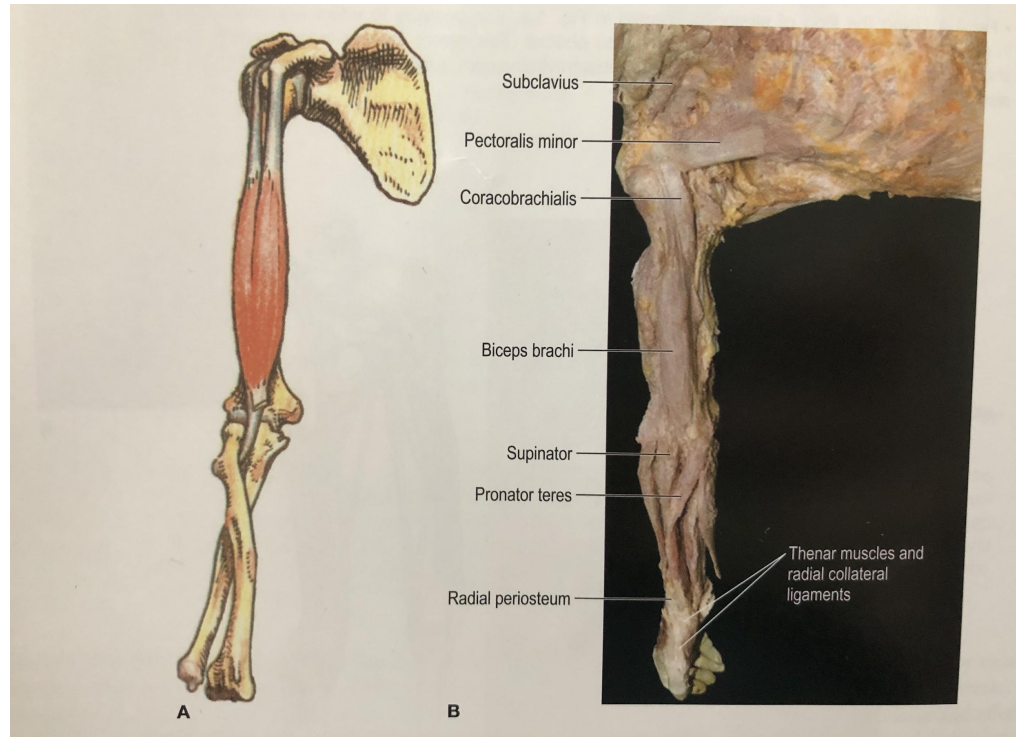 Subclavius
Pectoralis minor
Coracobrachialis
Biceps brachi
Supinator
Pronator teres
Thenar muscles and
radial collateral
ligaments
Radial periosteum
A
B